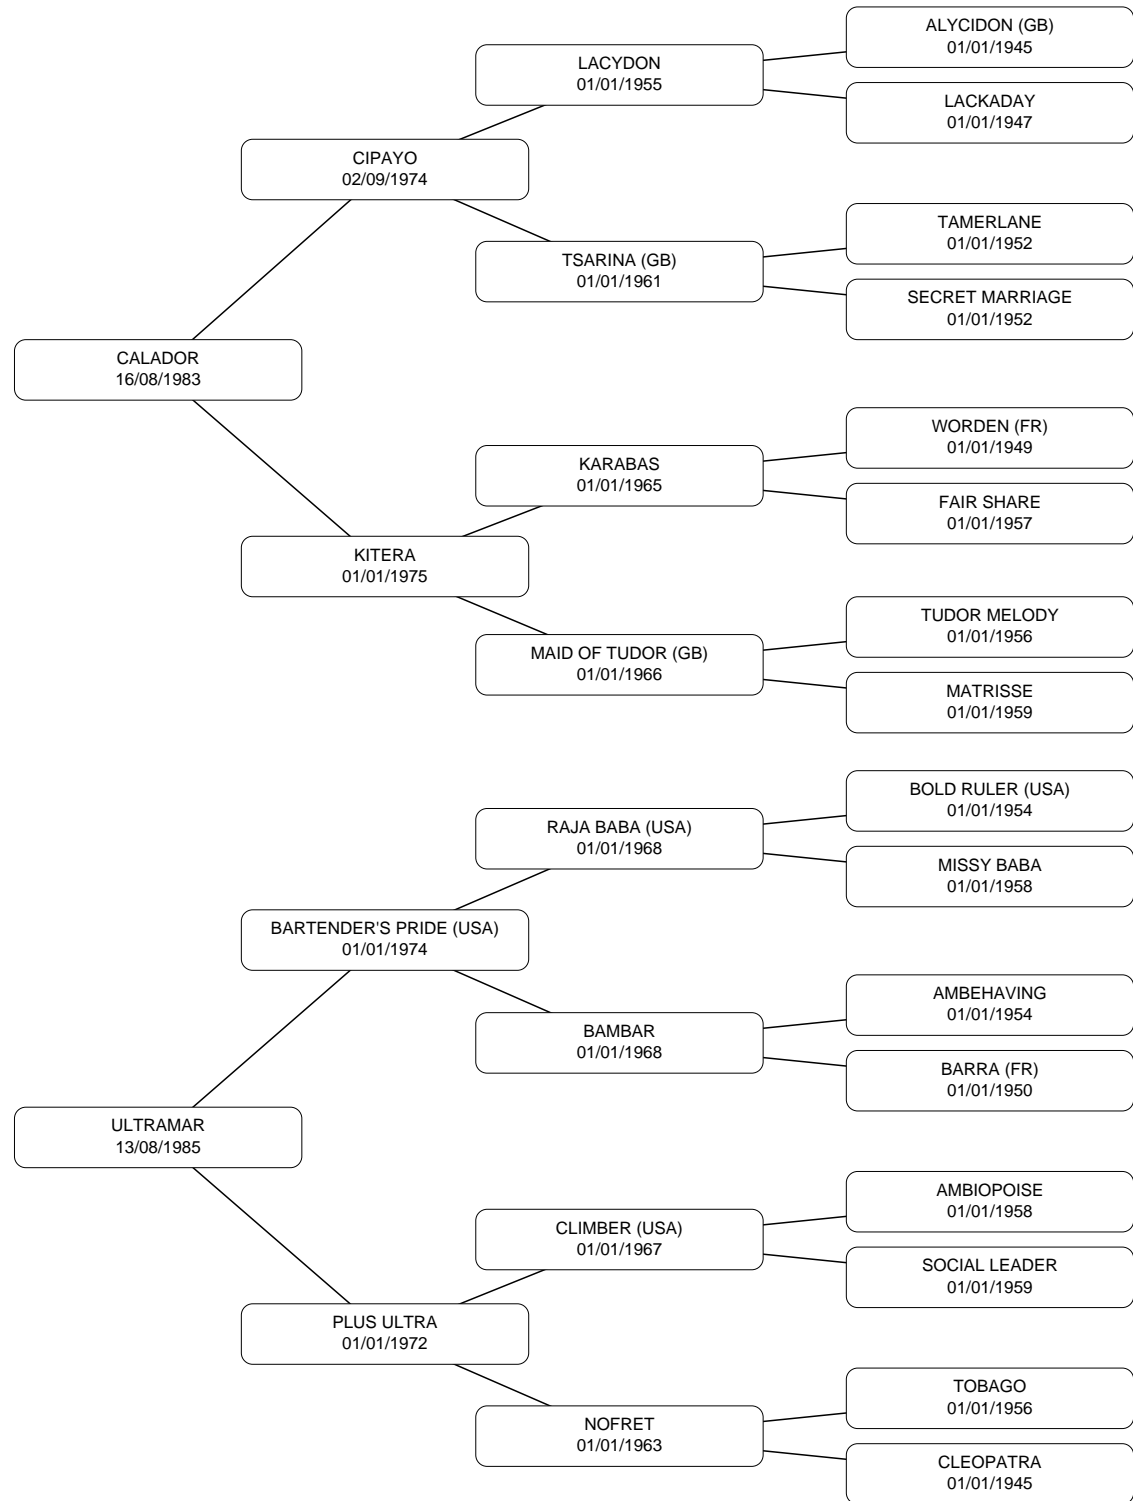 ALYCIDON (GB)
01/01/1945
LACYDON
01/01/1955
LACKADAY
01/01/1947
CIPAYO
02/09/1974
TAMERLANE
01/01/1952
TSARINA (GB)
01/01/1961
SECRET MARRIAGE
01/01/1952
CALADOR
16/08/1983
WORDEN (FR)
01/01/1949
KARABAS
01/01/1965
FAIR SHARE
01/01/1957
KITERA
01/01/1975
TUDOR MELODY
01/01/1956
MAID OF TUDOR (GB)
01/01/1966
MATRISSE
01/01/1959
BOLD RULER (USA)
01/01/1954
RAJA BABA (USA)
01/01/1968
MISSY BABA
01/01/1958
BARTENDER'S PRIDE (USA)
01/01/1974
AMBEHAVING
01/01/1954
BAMBAR
01/01/1968
BARRA (FR)
01/01/1950
ULTRAMAR
13/08/1985
AMBIOPOISE
01/01/1958
CLIMBER (USA)
01/01/1967
SOCIAL LEADER
01/01/1959
PLUS ULTRA
01/01/1972
TOBAGO
01/01/1956
NOFRET
01/01/1963
CLEOPATRA
01/01/1945